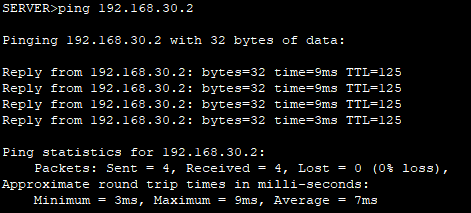 SERVER>ping 192.168.30.2
Pinging 192.168.30.2 with 32 bytes of data:
Reply from 192.168.30.2: bytes=32 time=9ms TTL=125
Reply from 192.168.30.2: bytes=32 time=9ms TTL=125
Reply from 192.168.30.2: bytes=32 time=9ms TTL=125
Reply from 192.168.30.2: bytes=32 time=3ms TTL=125
Ping statistics for 192.168.30.2:
    Packets: Sent = 4, Received = 4, Lost = 0 (0% loss),
Approximate round trip times in milli-seconds:
    Minimum = 3ms, Maximum = 9ms, Average = 7ms